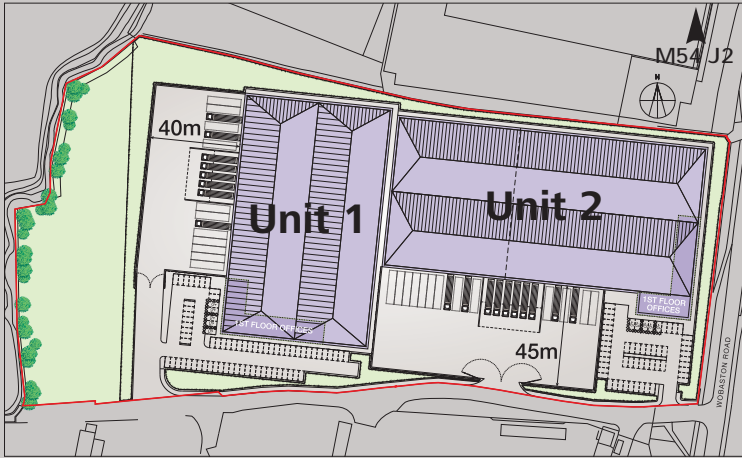 M54 J2
N
40m
Unit 1
Unit 2
1ST FLOOR
OFFICES
1ST FLOOR OFFICES
45m
WOBASTON ROAD